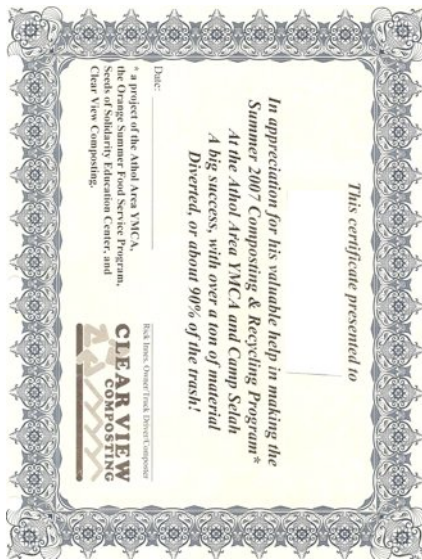 This certificate presented to
In appreciation for his valuable help in making the
Summer 2007 Composting & Recycling Program*
At the Athol Area YMCA and Camp Selah
A big success, with over a ton of material
Diverted, or about 90% of the trash!
Date:
* a project of the Athol Area YMCA,
the Orange Summer Food Service Program,
Seeds of Solidarity Education Center, and
Clear View Composting.
Rick Innes, Owner/Truck Driver/Composter
CLEAR VIEW
COMPOSTING